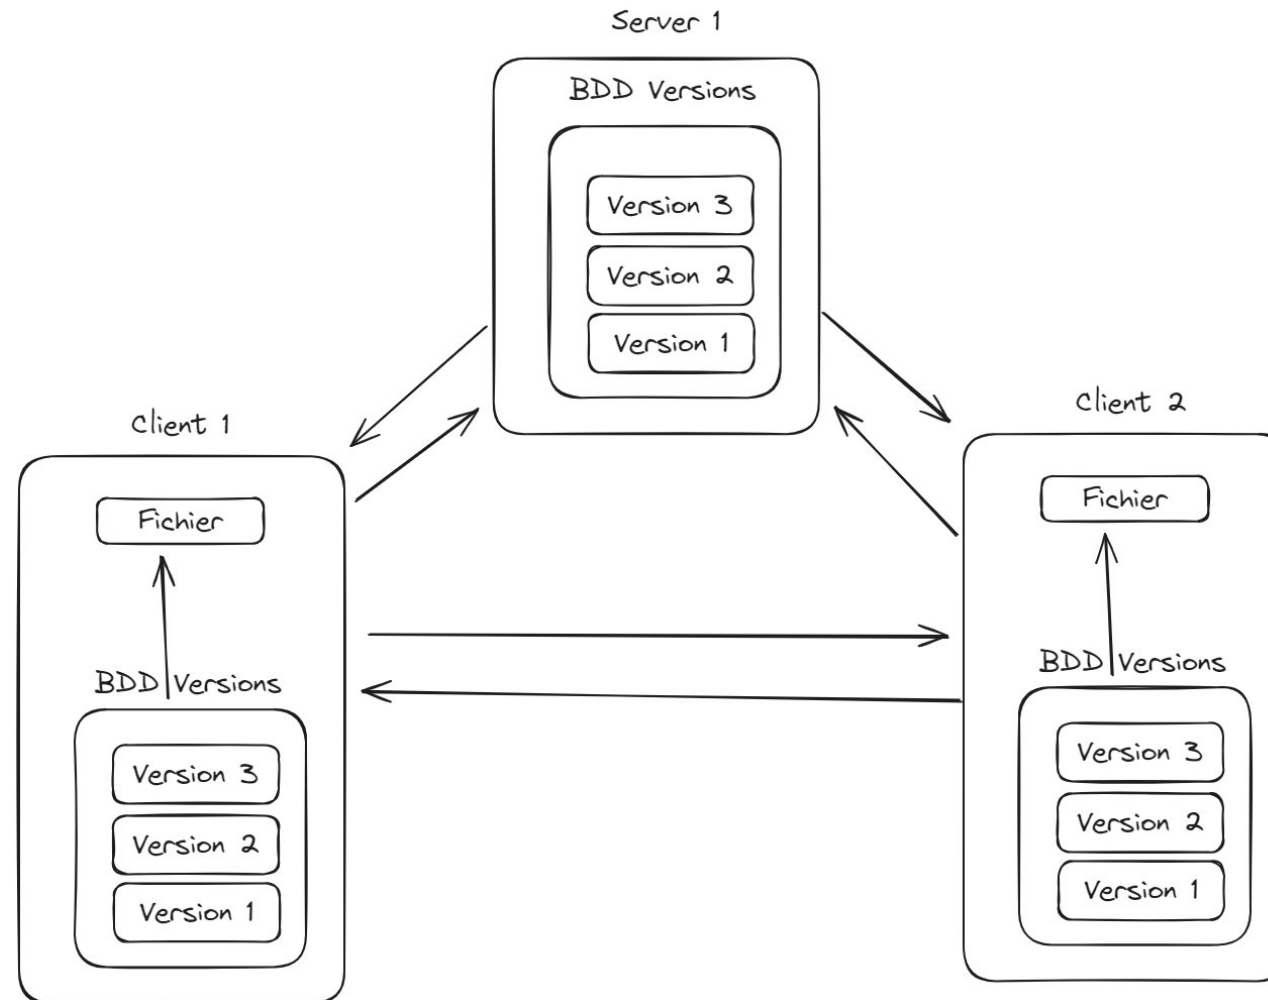 Server 1
BDD Versions
Version 3
Version 2
Version 1
Client 1
Fichier
BDD Versions
Version 3
Version 2
Version 1
Client 2
Fichier
BDD Versions
Version 3
Version 2
Version 1